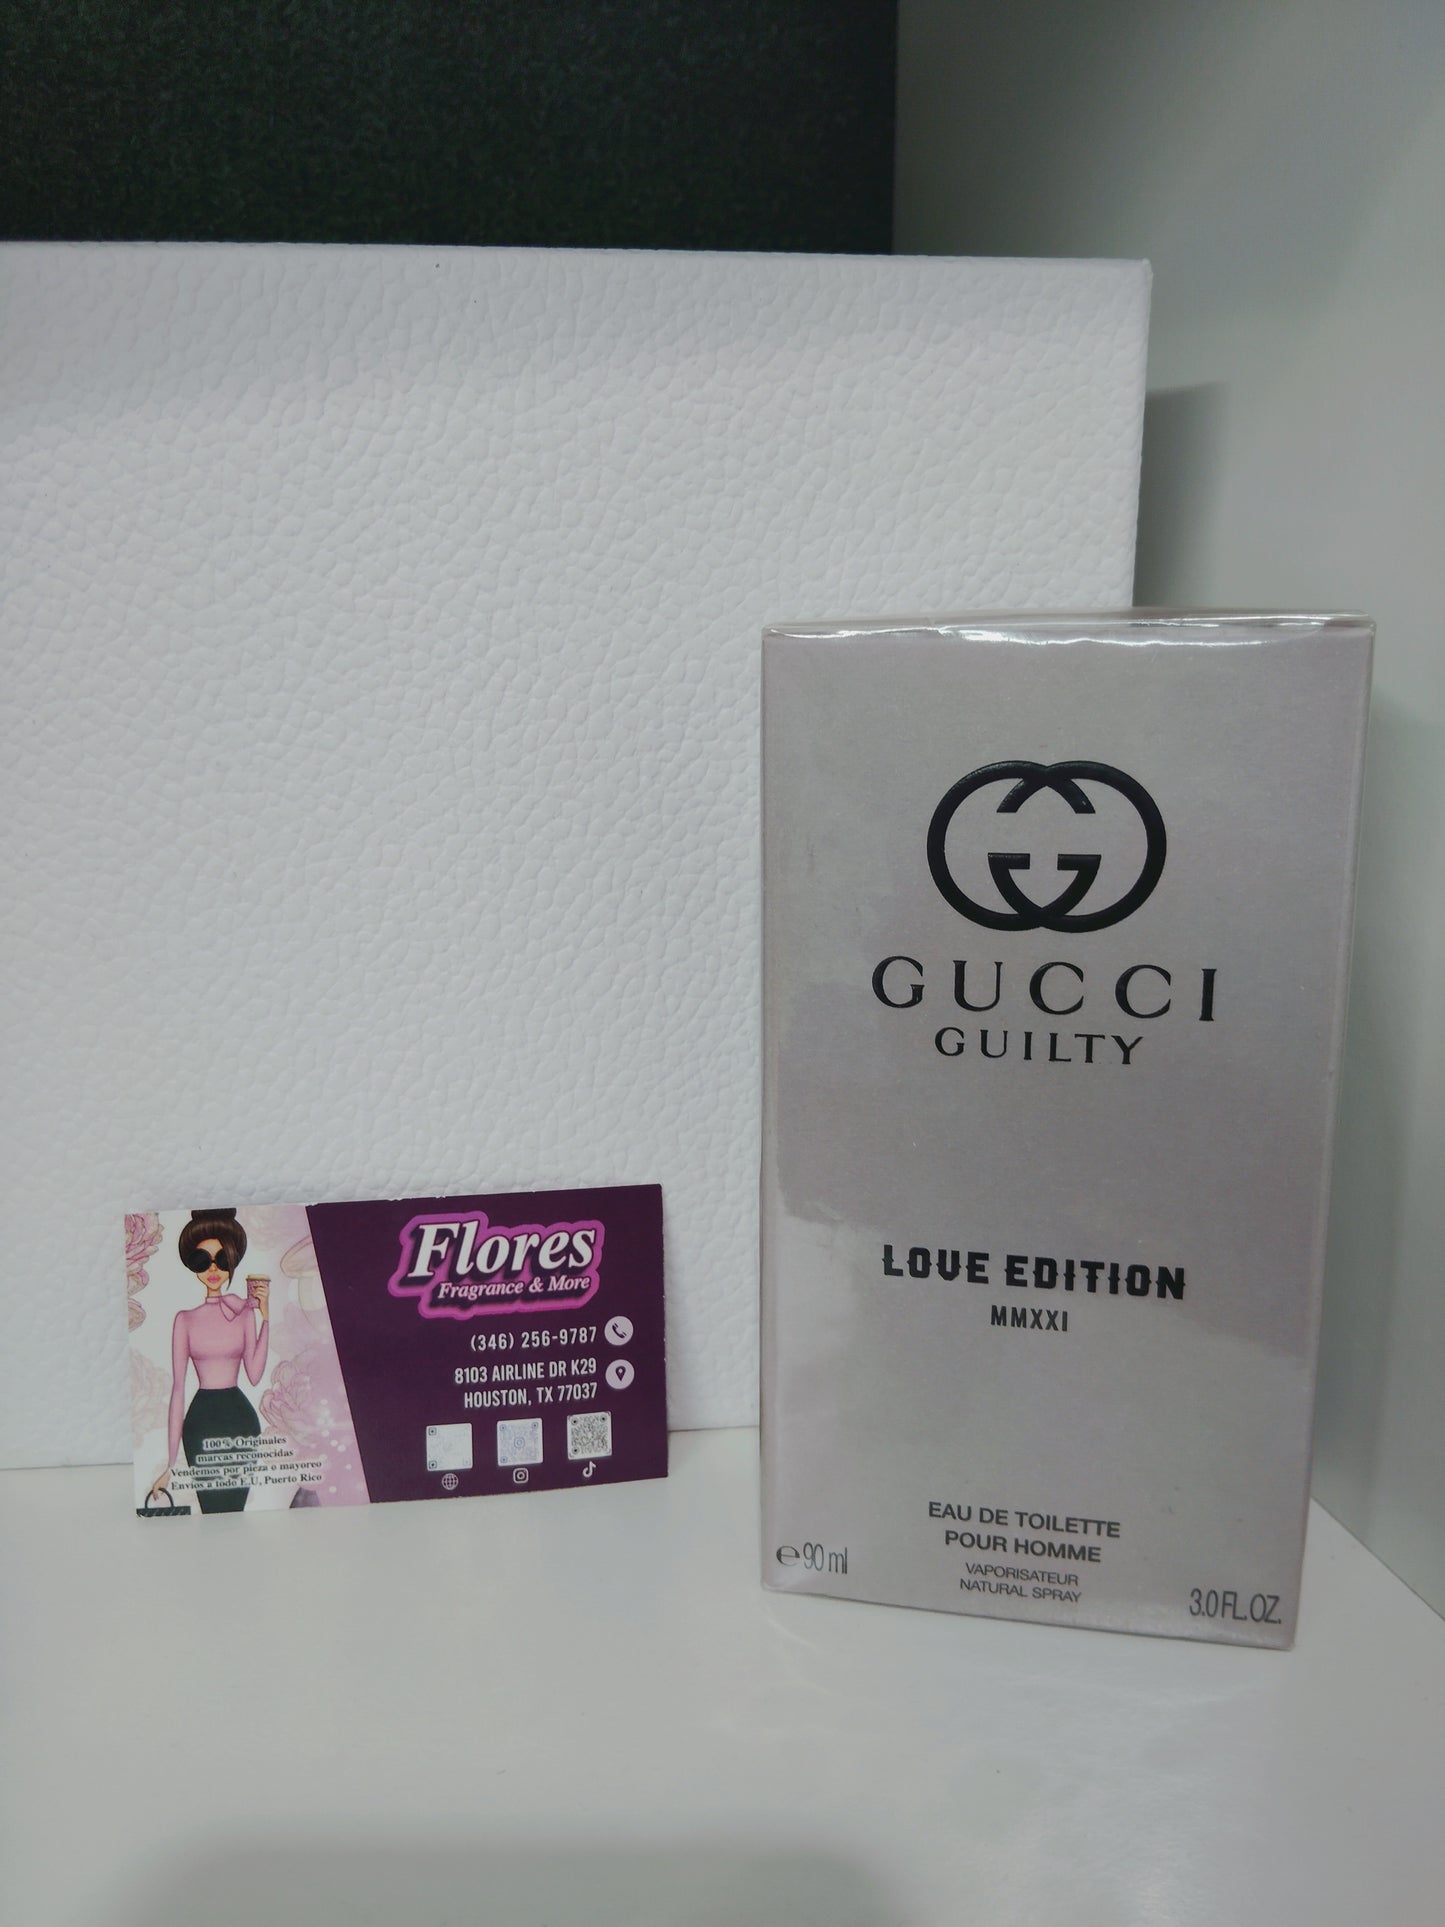 GUCCI
GUILTY
LOVE EDITION
MMXXI
EAU DE TOILETTE
POUR HOMME
VAPORISATEUR
NATURAL SPRAY
e 90 ml
3.0 FL.OZ.
Flores
Fragrance & More
(346) 256-9787
8103 AIRLINE DR K29
HOUSTON, TX 77037
100% Originales
marcas reconocidas
Vendemos por pieza o mayoreo
Envios a todo E.U, Puerto Rico